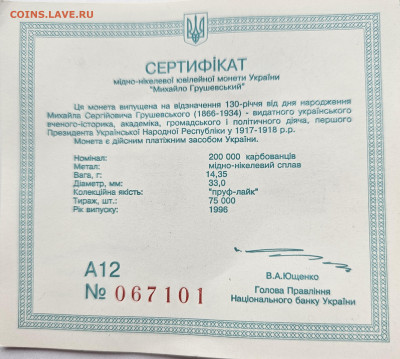 COINS.LAVE.RU
СЕРТИФІКАТ
мідно-нікелевої ювілейної монети України
"Михайло Грушевський"
Ця монета випущена на відзначення 130-річчя від дня народження
Михайла Сергійовича Грушевського (1866-1934) - видатного українського
вченого-історика, академіка, громадського і політичного діяча, першого
Президента Української Народної Республіки у 1917-1918 р.р.
Монета є дійсним платіжним засобом України.
Номінал: 200 000 карбованців
Метал: мідно-нікелевий сплав
Вага, г: 14,35
Діаметр, мм: 33,0
Колекційна якість: "пруф-лайк"
Тираж, шт.: 75 000
Рік випуску: 1996
В.А.Ющенко
А12
Голова Правління
№ 067101
Національного банку України